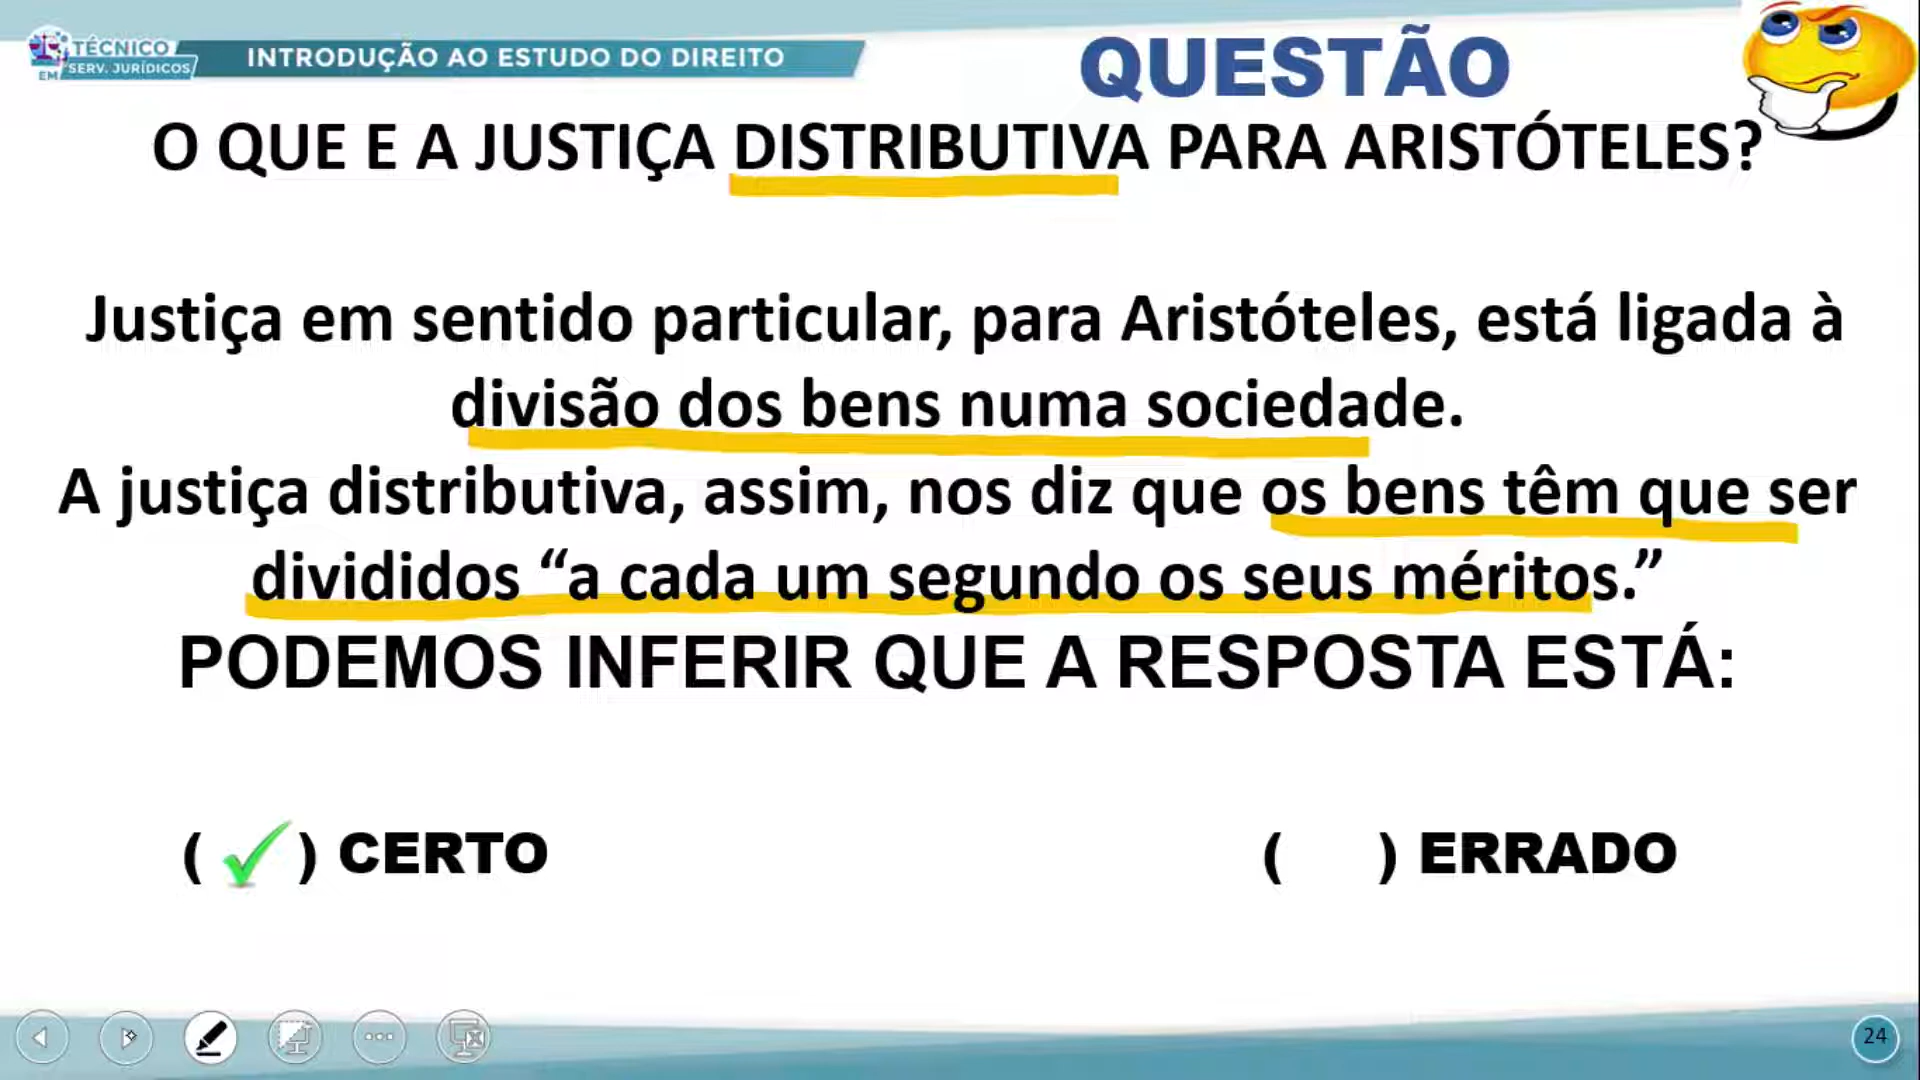 TÉCNICO
EM SERV. JURÍDICOS
INTRODUÇÃO AO ESTUDO DO DIREITO
QUESTÃO
O QUE E A JUSTIÇA DISTRIBUTIVA PARA ARISTÓTELES?
Justiça em sentido particular, para Aristóteles, está ligada à
divisão dos bens numa sociedade.
A justiça distributiva, assim, nos diz que os bens têm que ser
divididos “a cada um segundo os seus méritos.”
PODEMOS INFERIR QUE A RESPOSTA ESTÁ:
( ) CERTO
( ) ERRADO
24